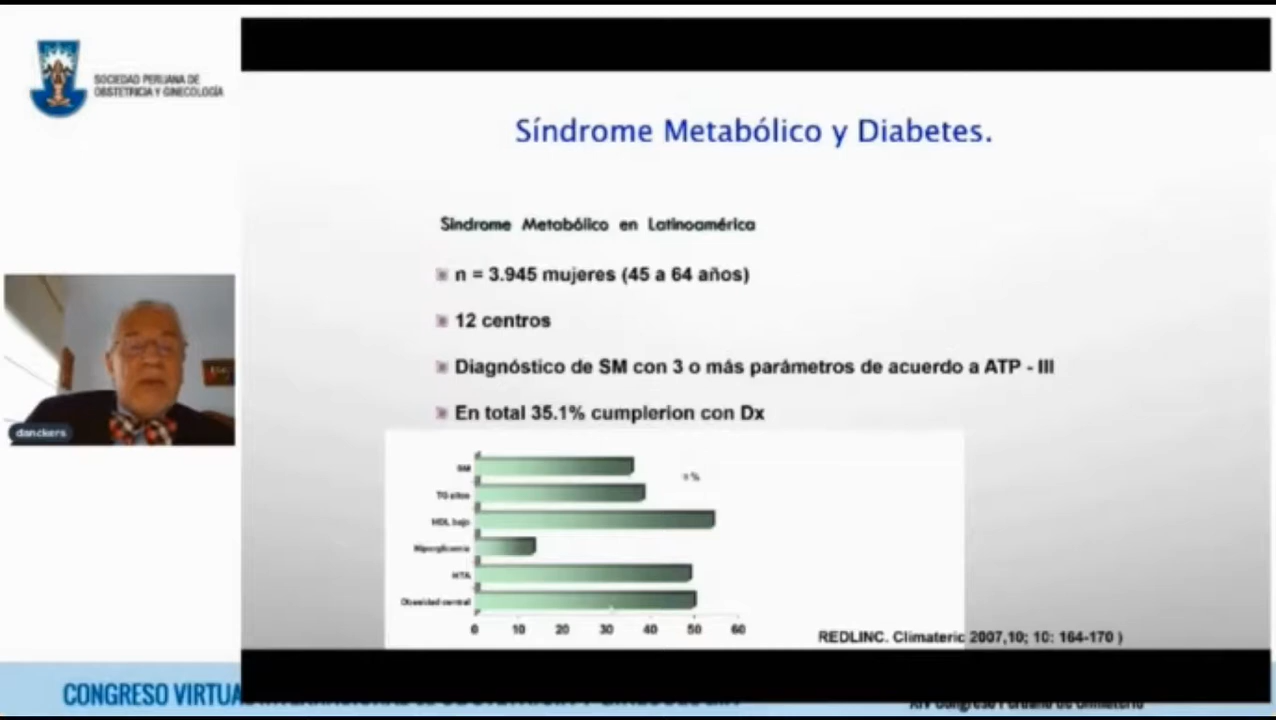 SOCIEDAD PERUANA DE
OBSTETRICIA Y GINECOLOGÍA
Síndrome Metabólico y Diabetes.
Síndrome Metabólico en Latinoamérica
n = 3.945 mujeres (45 a 64 años)
12 centros
Diagnóstico de SM con 3 o más parámetros de acuerdo a ATP - III
En total 35.1% cumplierion con Dx
danckers
SM
%
TG altos
HDL bajo
Hiperglicemia
HTA
Obesidad central
0 10 20 30 40 50 60
REDLINC. Climateric 2007,10; 10: 164-170 )
CONGRESO VIRTUA